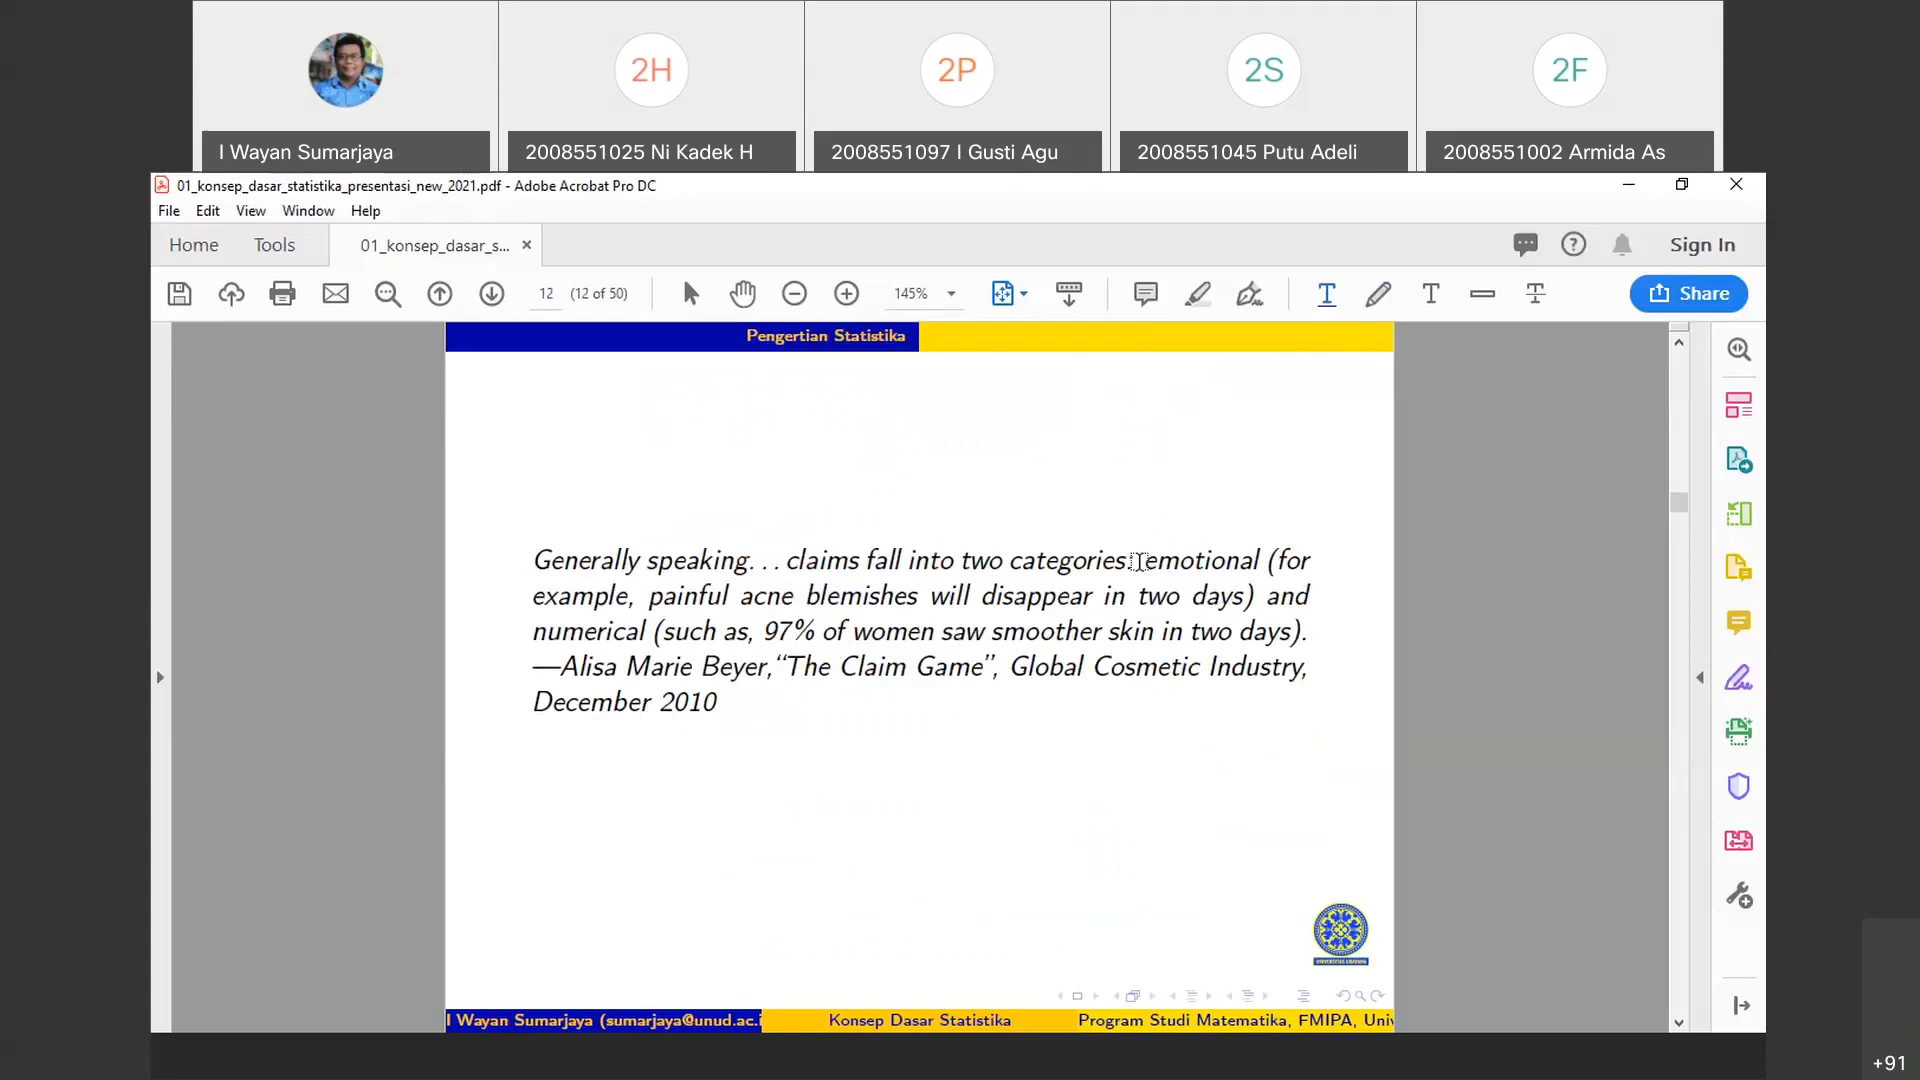 2H
2P
2S
2F
I Wayan Sumarjaya
2008551025 Ni Kadek H
2008551097 I Gusti Agu
2008551045 Putu Adeli
2008551002 Armida As
01_konsep_dasar_statistika_presentasi_new_2021.pdf - Adobe Acrobat Pro DC
File Edit View Window Help
Home Tools 01_konsep_dasar_s... Sign In
12 (12 of 50) 145% Share
Pengertian Statistika
Generally speaking. . . claims fall into two categories: emotional (for
example, painful acne blemishes will disappear in two days) and
numerical (such as, 97% of women saw smoother skin in two days).
—Alisa Marie Beyer,“The Claim Game”, Global Cosmetic Industry,
December 2010
UNIVERSITAS UDAYANA
I Wayan Sumarjaya (sumarjaya@unud.ac.i Konsep Dasar Statistika Program Studi Matematika, FMIPA, Univ
+91